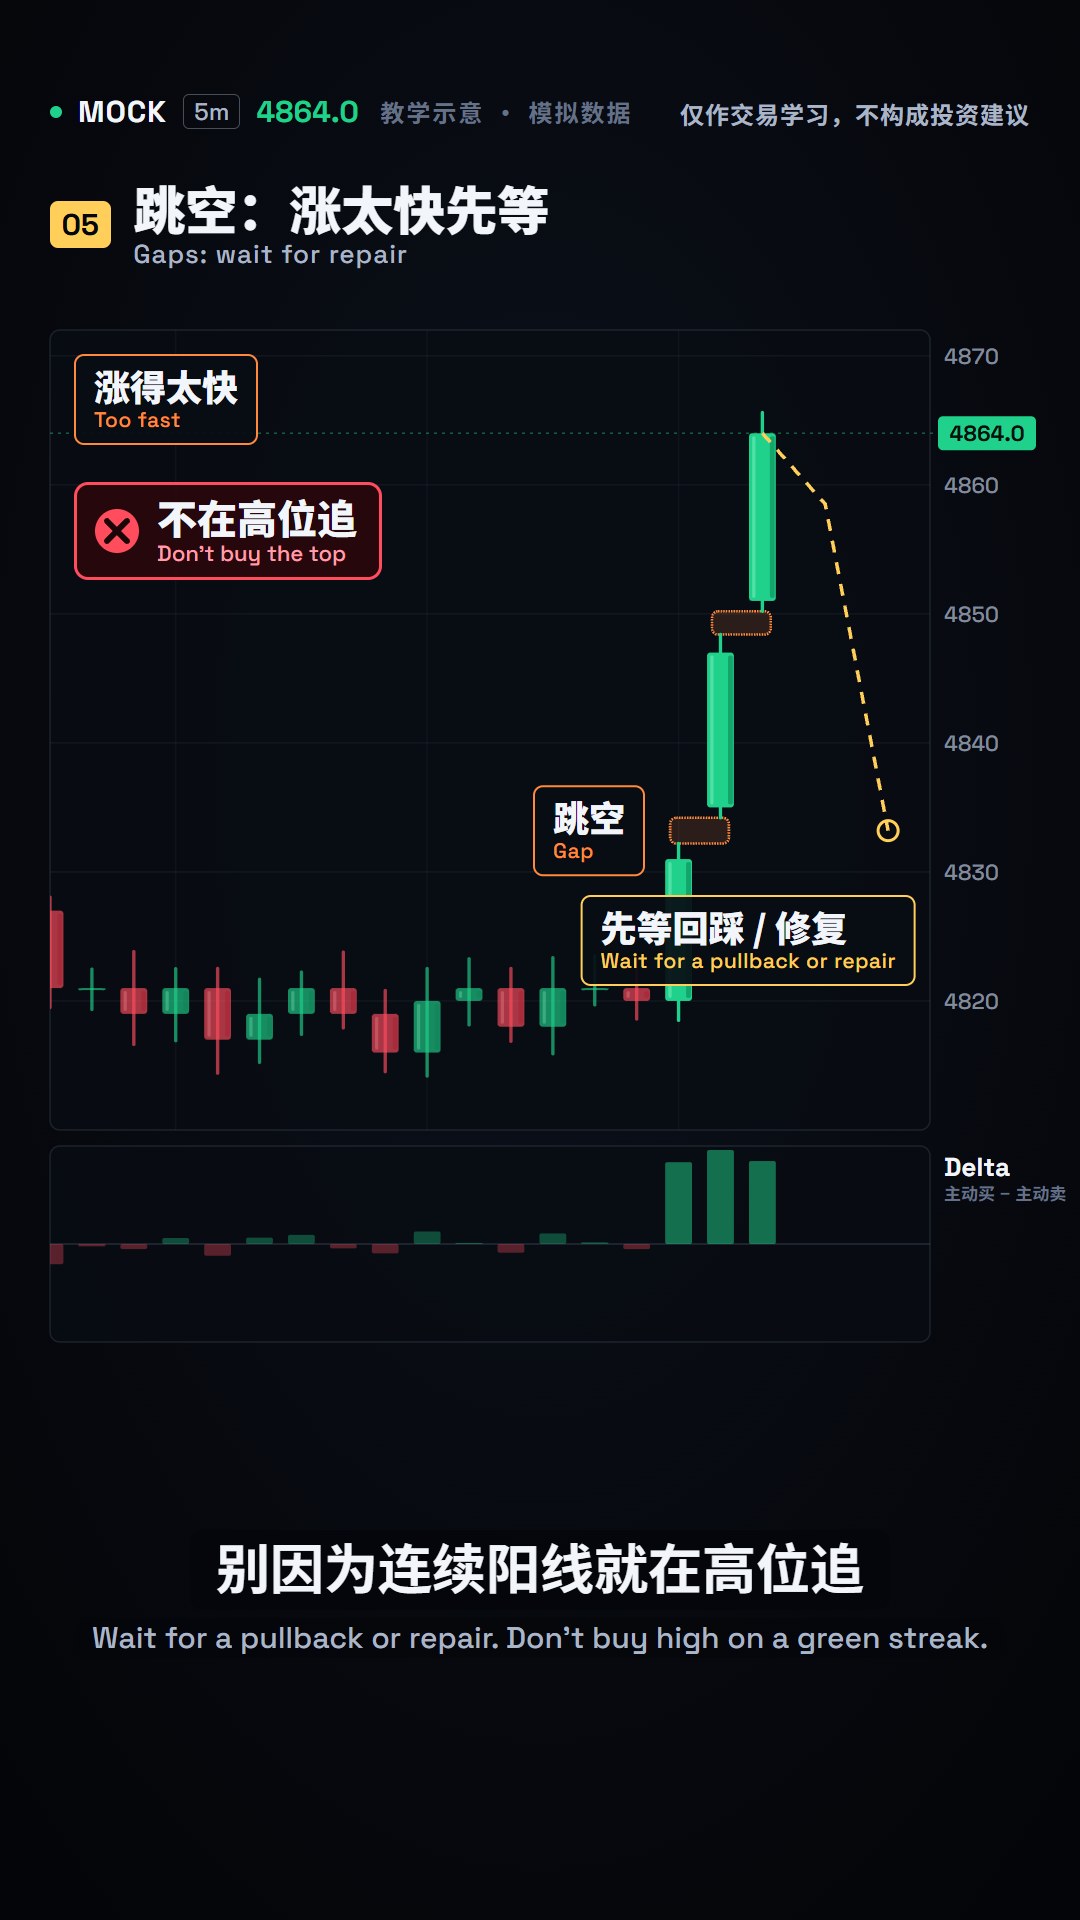 MOCK 5m 4864.0 教学示意 • 模拟数据 仅作交易学习，不构成投资建议
05 跳空：涨太快先等
Gaps: wait for repair
4870
涨得太快
Too fast
4864.0
4860
不在高位追
Don't buy the top
4850
4840
跳空
Gap
4830
先等回踩 / 修复
Wait for a pullback or repair
4820
Delta
主动买 – 主动卖
别因为连续阳线就在高位追
Wait for a pullback or repair. Don't buy high on a green streak.